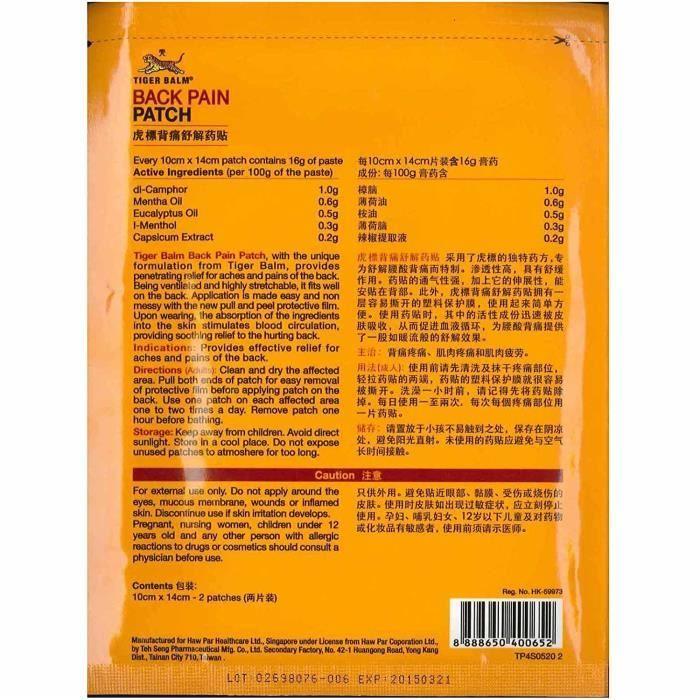 TIGER BALM®
BACK PAIN
PATCH
虎標背痛舒解药贴
Every 10cm x 14cm patch contains 16g of paste
Active Ingredients (per 100g of the paste)
di-Camphor 1.0g
Mentha Oil 0.6g
Eucalyptus Oil 0.5g
l-Menthol 0.3g
Capsicum Extract 0.2g
Tiger Balm Back Pain Patch, with the unique
formulation from Tiger Balm, provides
penetrating relief for aches and pains of the back.
Being ventilated and highly stretchable, it fits well
on the back. Application is made easy and non
messy with the new pull and peel protective film.
Upon wearing, the absorption of the ingredients
into the skin stimulates blood circulation,
providing soothing relief to the hurting back.
Indications: Provides effective relief for
aches and pains of the back.
Directions (Adults): Clean and dry the affected
area. Pull both ends of patch for easy removal
of protective film before applying patch on the
back. Use one patch on each affected area
one to two times a day. Remove patch one
hour before bathing.
Storage: Keep away from children. Avoid direct
sunlight. Store in a cool place. Do not expose
unused patches to atmoshere for too long.
每10cm x 14cm片装含16g 膏药
成份: 每100g 膏药含
樟脑 1.0g
薄荷油 0.6g
桉油 0.5g
薄荷脑 0.3g
辣椒提取液 0.2g
虎標背痛舒解药贴 采用了虎標的独特药方,专
为舒解腰酸背痛而特制。渗透性高，具有舒缓
作用。药贴的通气性强，加上它的伸展性，能
安贴在背部。此外，虎標背痛舒解药贴拥有一
层容易撕开的塑料保护膜，使用起来简单方
便。使用药贴时，其中的活性成份迅速被皮
肤吸收，从而促进血液循环，为腰酸背痛提供
了一股如暖流般的舒解效果。
主治: 背痛疼痛、肌肉疼痛和肌肉疲劳。
用法(成人): 使用前请先清洗及抹干疼痛部位，
轻拉药贴的两端，药贴的塑料保护膜就很容易
被撕开。洗澡一小时前，请记得先将药贴除
掉。每日使用一至兩次，每次每個疼痛部位用
一片药贴。
储存: 请置放于小孩不易触到之处，保存在阴凉
处，避免阳光直射。未使用的药贴应避免与空气
长时间接触。
Caution 注意
For external use only. Do not apply around the
eyes, mucous membrane, wounds or inflamed
skin. Discontinue use if skin irritation develops.
Pregnant, nursing women, children under 12
years old and any other person with allergic
reactions to drugs or cosmetics should consult a
physician before use.
只供外用。避免贴近眼部、黏膜、受伤或烧伤的
皮肤。使用时皮肤如出现过敏症状，应立刻停止
使用。孕妇、哺乳妇女、12岁以下儿童及对药物
或化妆品有敏感者，使用前须请示医师。
Contents 包装:
10cm x 14cm - 2 patches (两片装)
Reg. No. HK-59973
8 888650 400652
TP4S0520 2
Manufactured for Haw Par Healthcare Ltd., Singapore under License from Haw Par Coporation Ltd.,
by Teh Seng Pharmaceutical Mfg. Co., Ltd. Secondary Factory, No. 42-1 Huangong Road, Yong Kang
Dist., Tainan City 710, Taiwan.
LOT 02698076-006 EXP 20150321